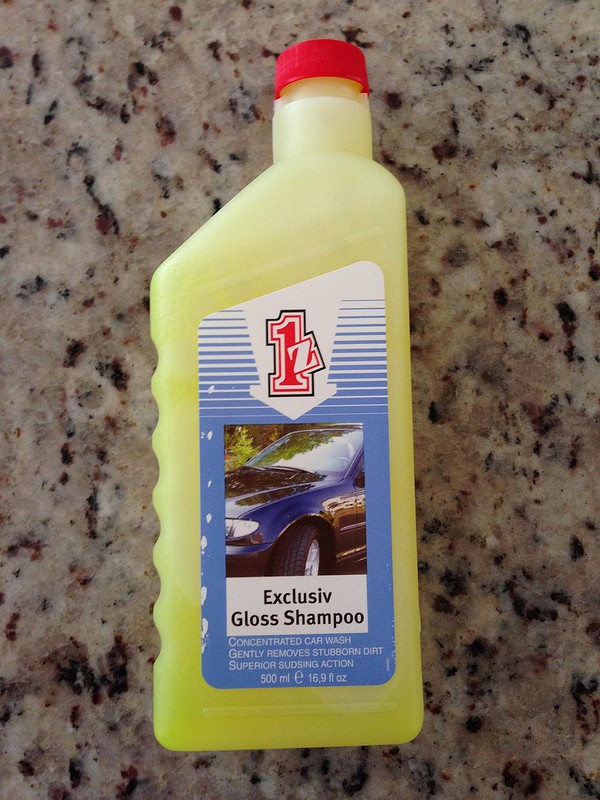 1z
Exclusiv
Gloss Shampoo
CONCENTRATED CAR WASH
GENTLY REMOVES STUBBORN DIRT
SUPERIOR SUDSING ACTION
500 ml ℮ 16,9 fl oz